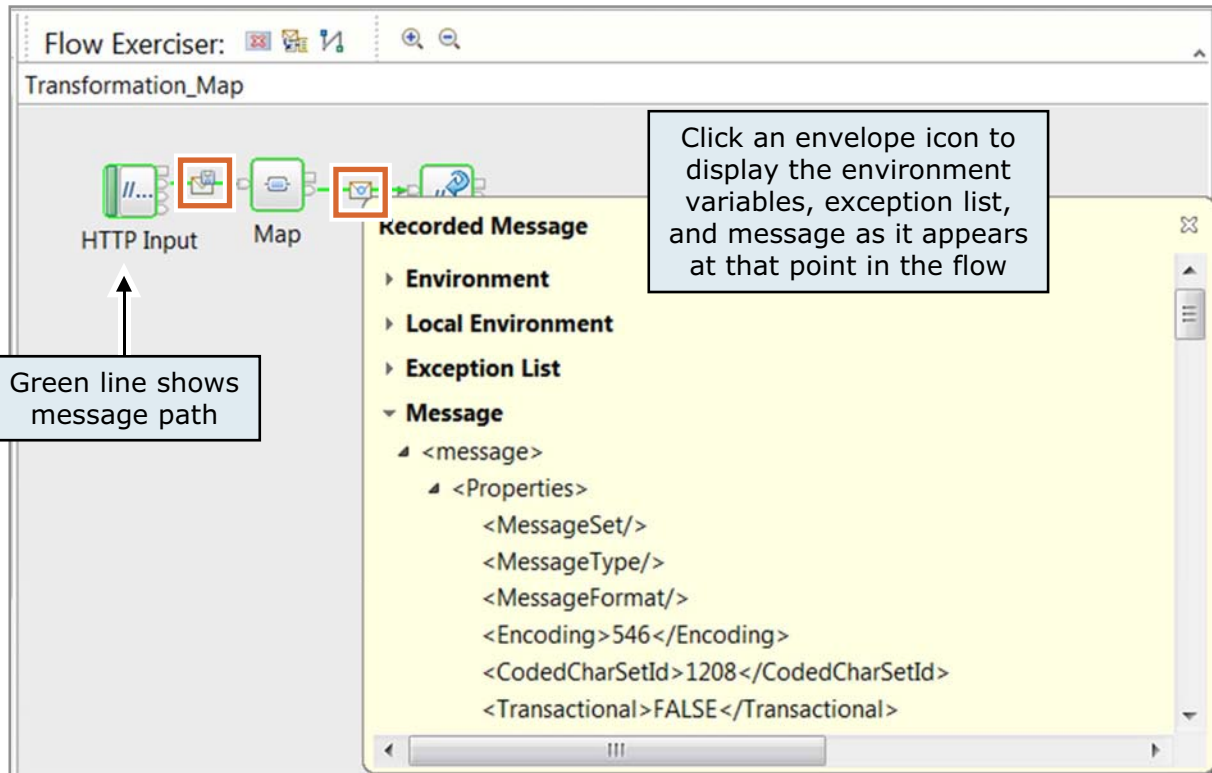 Flow Exerciser:
Transformation_Map
Click an envelope icon to
display the environment
variables, exception list,
and message as it appears
at that point in the flow
//...
HTTP Input
Map
Green line shows
message path
Recorded Message
Environment
Local Environment
Exception List
Message
<message>
<Properties>
<MessageSet/>
<MessageType/>
<MessageFormat/>
<Encoding>546</Encoding>
<CodedCharSetId>1208</CodedCharSetId>
<Transactional>FALSE</Transactional>